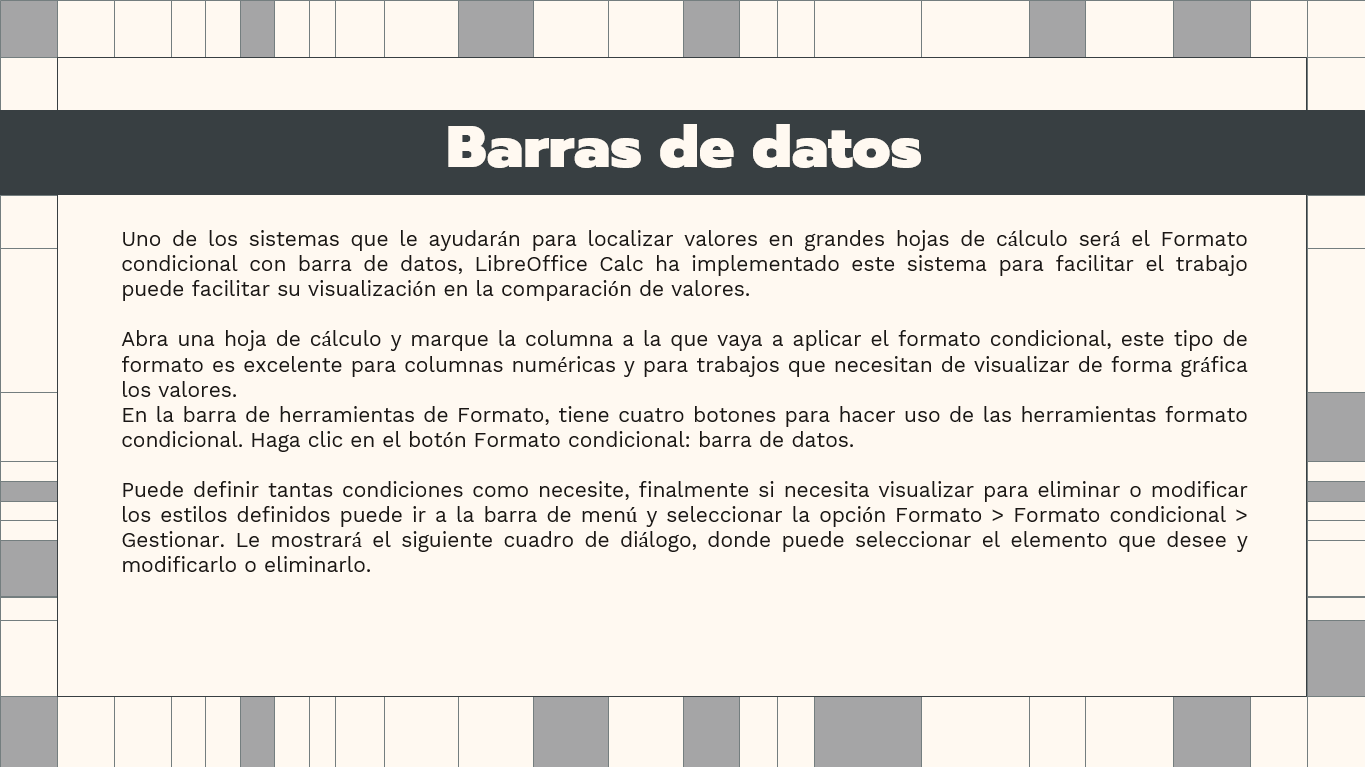 Barras de datos
Uno de los sistemas que le ayudarán para localizar valores en grandes hojas de cálculo será el Formato
condicional con barra de datos, LibreOffice Calc ha implementado este sistema para facilitar el trabajo
puede facilitar su visualización en la comparación de valores.
Abra una hoja de cálculo y marque la columna a la que vaya a aplicar el formato condicional, este tipo de
formato es excelente para columnas numéricas y para trabajos que necesitan de visualizar de forma gráfica
los valores.
En la barra de herramientas de Formato, tiene cuatro botones para hacer uso de las herramientas formato
condicional. Haga clic en el botón Formato condicional: barra de datos.
Puede definir tantas condiciones como necesite, finalmente si necesita visualizar para eliminar o modificar
los estilos definidos puede ir a la barra de menú y seleccionar la opción Formato > Formato condicional >
Gestionar. Le mostrará el siguiente cuadro de diálogo, donde puede seleccionar el elemento que desee y
modificarlo o eliminarlo.